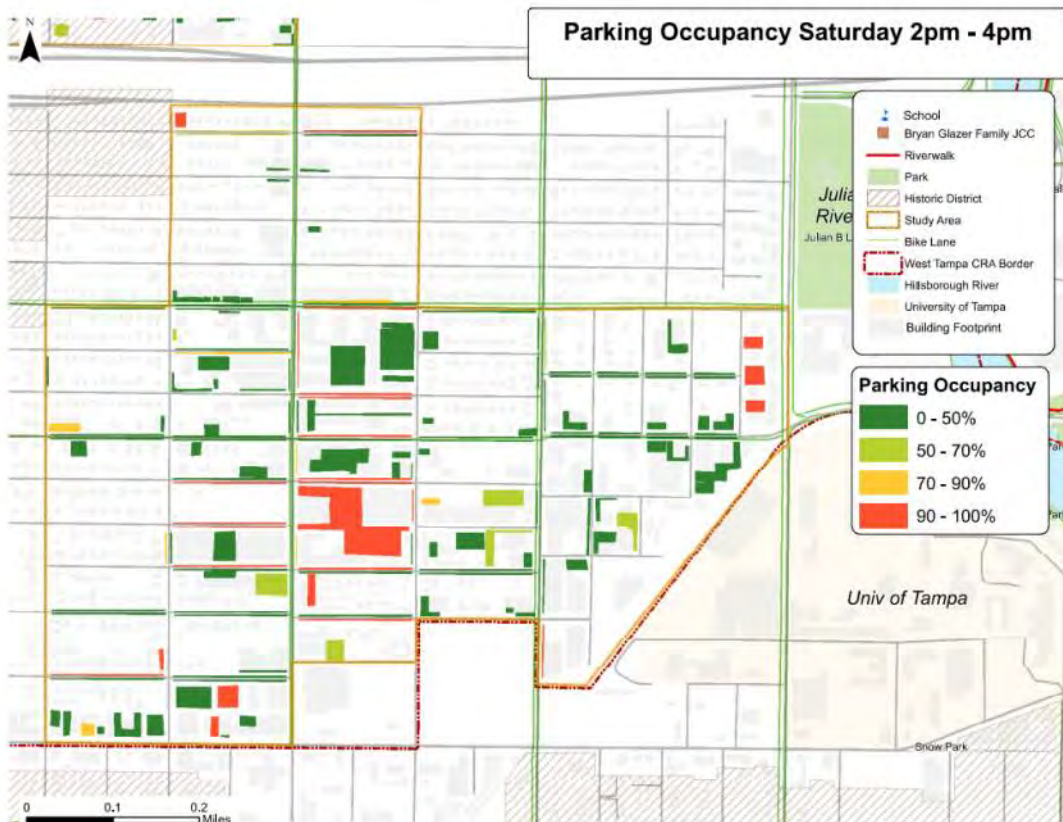 N
Parking Occupancy Saturday 2pm - 4pm
School
Bryan Glazer Family JCC
Riverwalk
Park
Historic District
Study Area
Bike Lane
West Tampa CRA Border
Hillsborough River
University of Tampa
Building Footprint
Julia
River
Julian B L
Parking Occupancy
0 - 50%
50 - 70%
70 - 90%
90 - 100%
Univ of Tampa
Snow Park
0 0.1 0.2
Miles